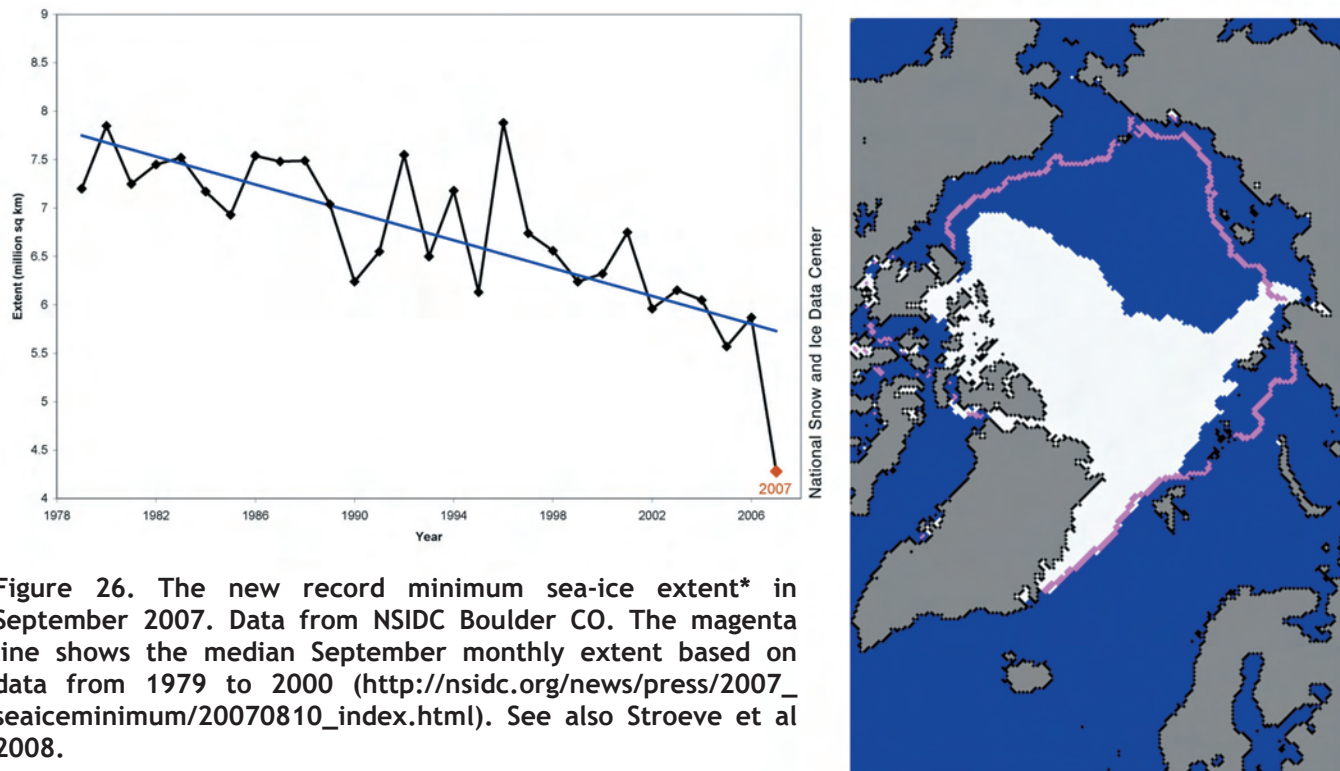 9
8.5
8
7.5
7
6.5
6
5.5
5
4.5
4
Extent (million sq km)
1978 1982 1986 1990 1994 1998 2002 2006
Year
2007
National Snow and Ice Data Center
Figure 26. The new record minimum sea-ice extent* in
September 2007. Data from NSIDC Boulder CO. The magenta
line shows the median September monthly extent based on
data from 1979 to 2000 (http://nsidc.org/news/press/2007_
seaiceminimum/20070810_index.html). See also Stroeve et al
2008.